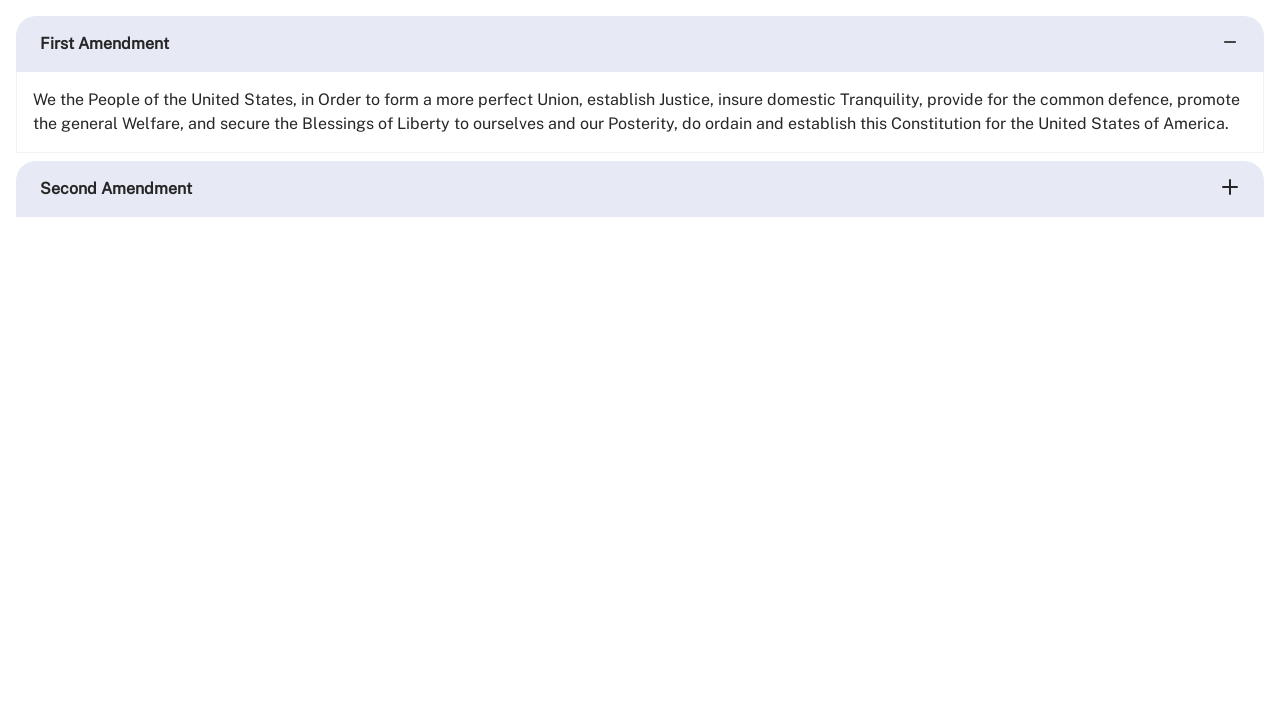 First Amendment
We the People of the United States, in Order to form a more perfect Union, establish Justice, insure domestic Tranquility, provide for the common defence, promote
the general Welfare, and secure the Blessings of Liberty to ourselves and our Posterity, do ordain and establish this Constitution for the United States of America.
Second Amendment